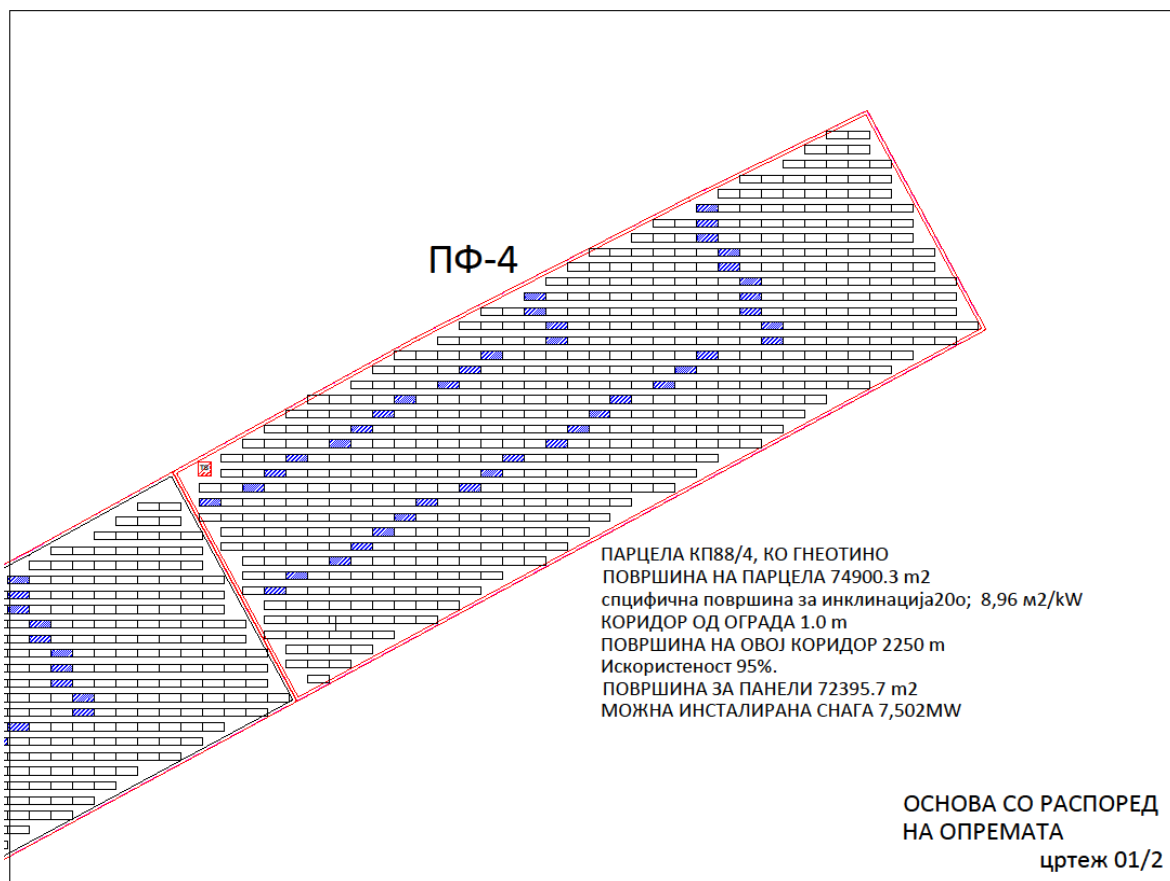 ПФ-4
ТС
ПАРЦЕЛА КП88/4, КО ГНЕОТИНО
ПОВРШИНА НА ПАРЦЕЛА 74900.3 m2
спцифична површина за инклинација20о; 8,96 м2/kW
КОРИДОР ОД ОГРАДА 1.0 m
ПОВРШИНА НА ОВОЈ КОРИДОР 2250 m
Искористеност 95%.
ПОВРШИНА ЗА ПАНЕЛИ 72395.7 m2
МОЖНА ИНСТАЛИРАНА СНАГА 7,502MW
ОСНОВА СО РАСПОРЕД
НА ОПРЕМАТА
цртеж 01/2